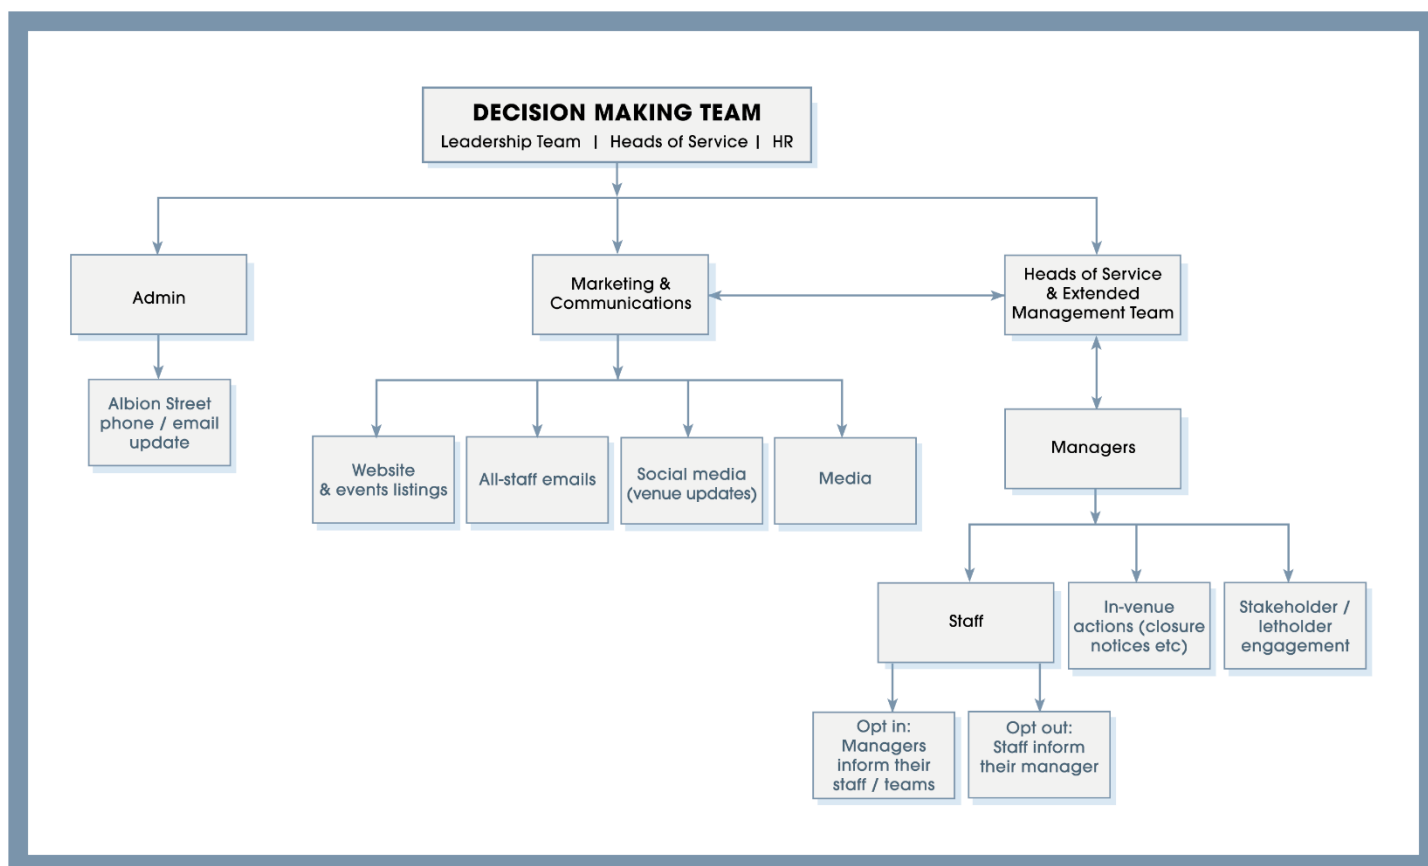 DECISION MAKING TEAM
Leadership Team | Heads of Service | HR
Admin
Marketing &
Communications
Heads of Service
& Extended
Management Team
Albion Street
phone / email
update
Website
& events listings
All-staff emails
Social media
(venue updates)
Media
Managers
Staff
In-venue
actions (closure
notices etc)
Stakeholder /
letholder
engagement
Opt in:
Managers
inform their
staff / teams
Opt out:
Staff inform
their manager